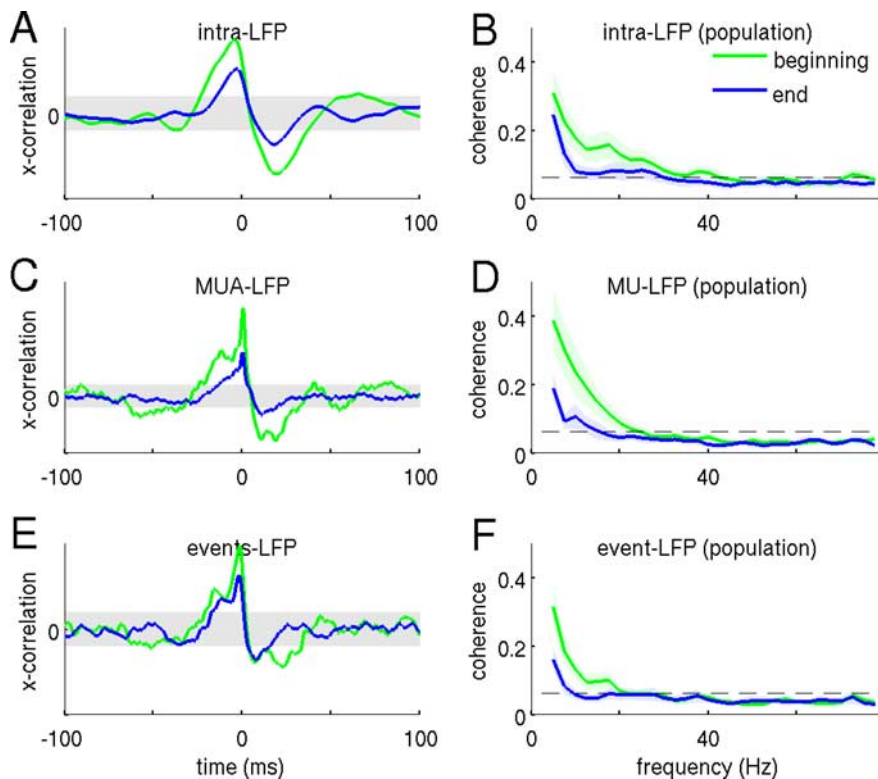 A
intra-LFP
x-correlation
0
-100
0
100
B
intra-LFP (population)
beginning
end
coherence
0.4
0.2
0
0
40
C
MUA-LFP
x-correlation
0
-100
0
100
D
MU-LFP (population)
coherence
0.4
0.2
0
0
40
E
events-LFP
x-correlation
0
-100
0
100
time (ms)
F
event-LFP (population)
coherence
0.4
0.2
0
0
40
frequency (Hz)